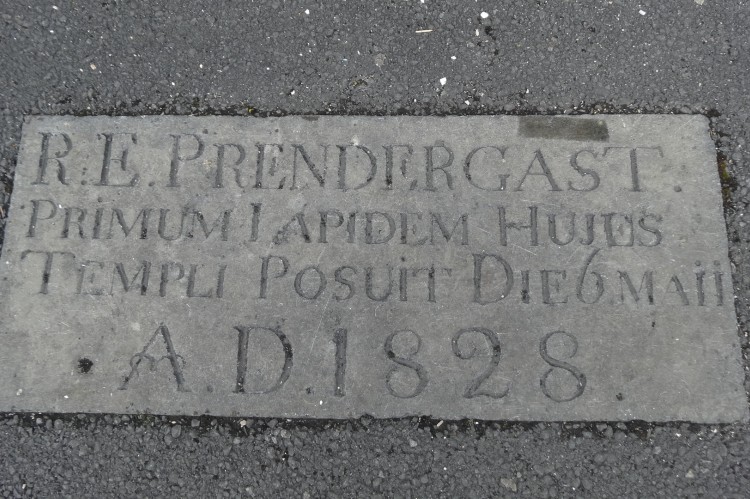 R.E. PRENDERGAST.
PRIMUM LAPIDEM HUJUS
TEMPLI POSUIT DIE 6 MAII
A.D. 1828.